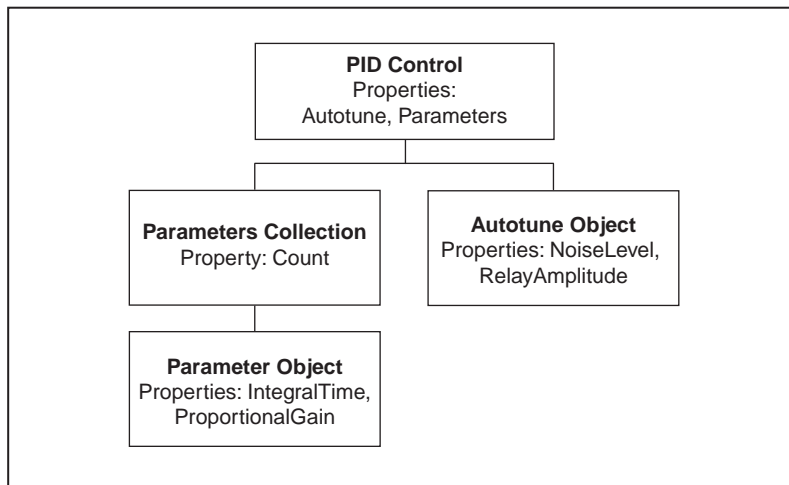 PID Control
Properties:
Autotune, Parameters
Parameters Collection
Property: Count
Autotune Object
Properties: NoiseLevel,
RelayAmplitude
Parameter Object
Properties: IntegralTime,
ProportionalGain